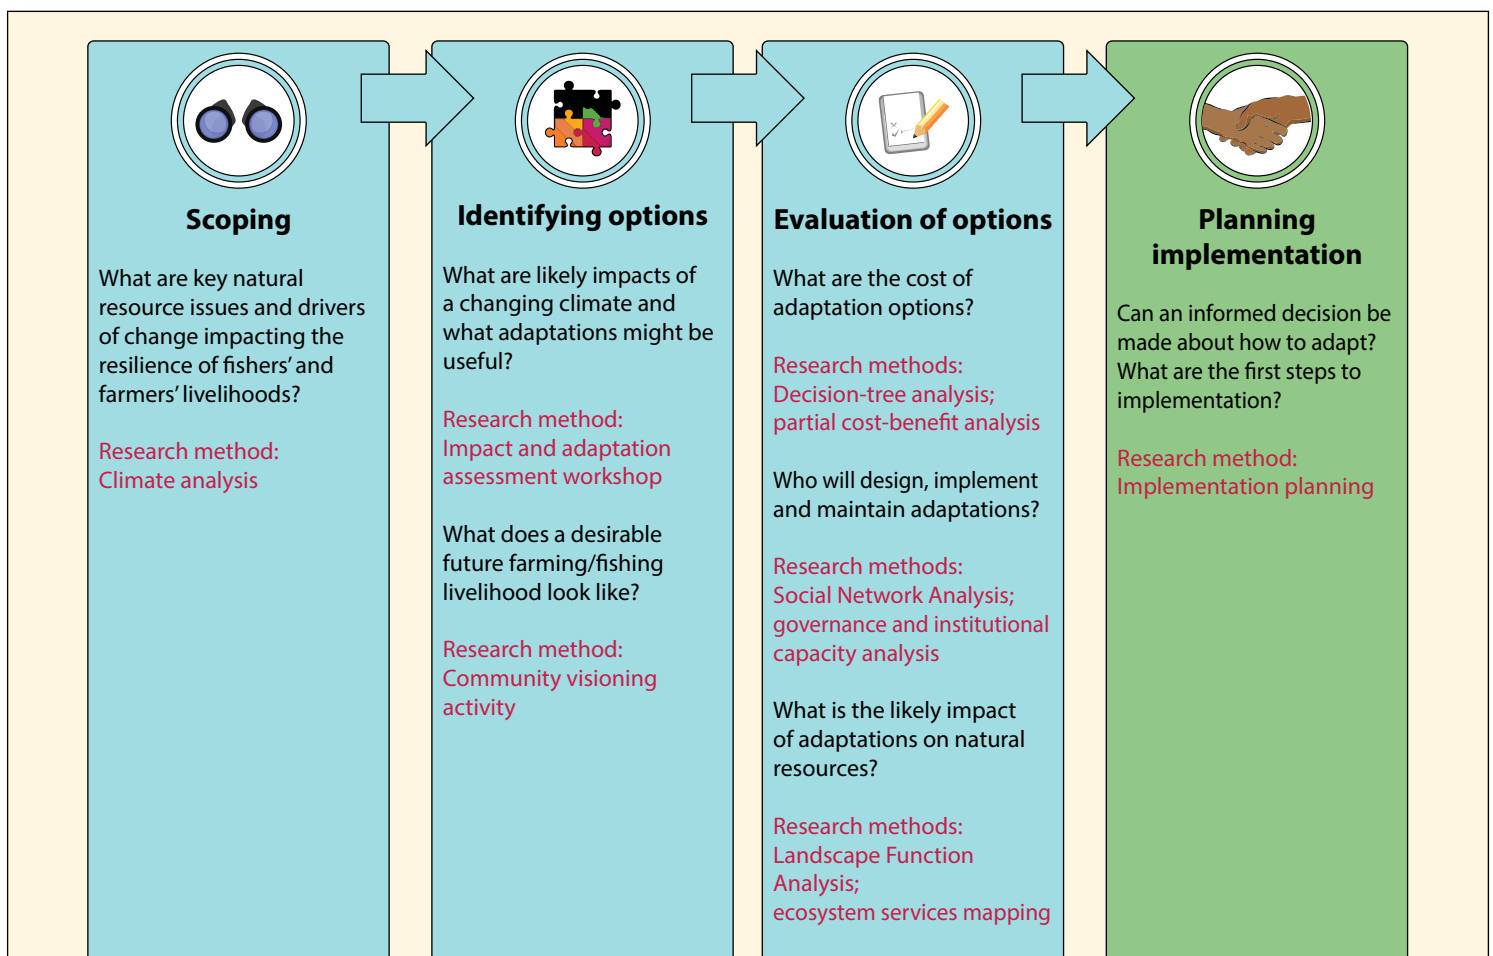 Scoping
What are key natural
resource issues and drivers
of change impacting the
resilience of fishers’ and
farmers’ livelihoods?
Research method:
Climate analysis
Identifying options
What are likely impacts of
a changing climate and
what adaptations might be
useful?
Research method:
Impact and adaptation
assessment workshop
What does a desirable
future farming/fishing
livelihood look like?
Research method:
Community visioning
activity
Evaluation of options
What are the cost of
adaptation options?
Research methods:
Decision-tree analysis;
partial cost-benefit analysis
Who will design, implement
and maintain adaptations?
Research methods:
Social Network Analysis;
governance and institutional
capacity analysis
What is the likely impact
of adaptations on natural
resources?
Research methods:
Landscape Function
Analysis;
ecosystem services mapping
Planning
implementation
Can an informed decision be
made about how to adapt?
What are the first steps to
implementation?
Research method:
Implementation planning